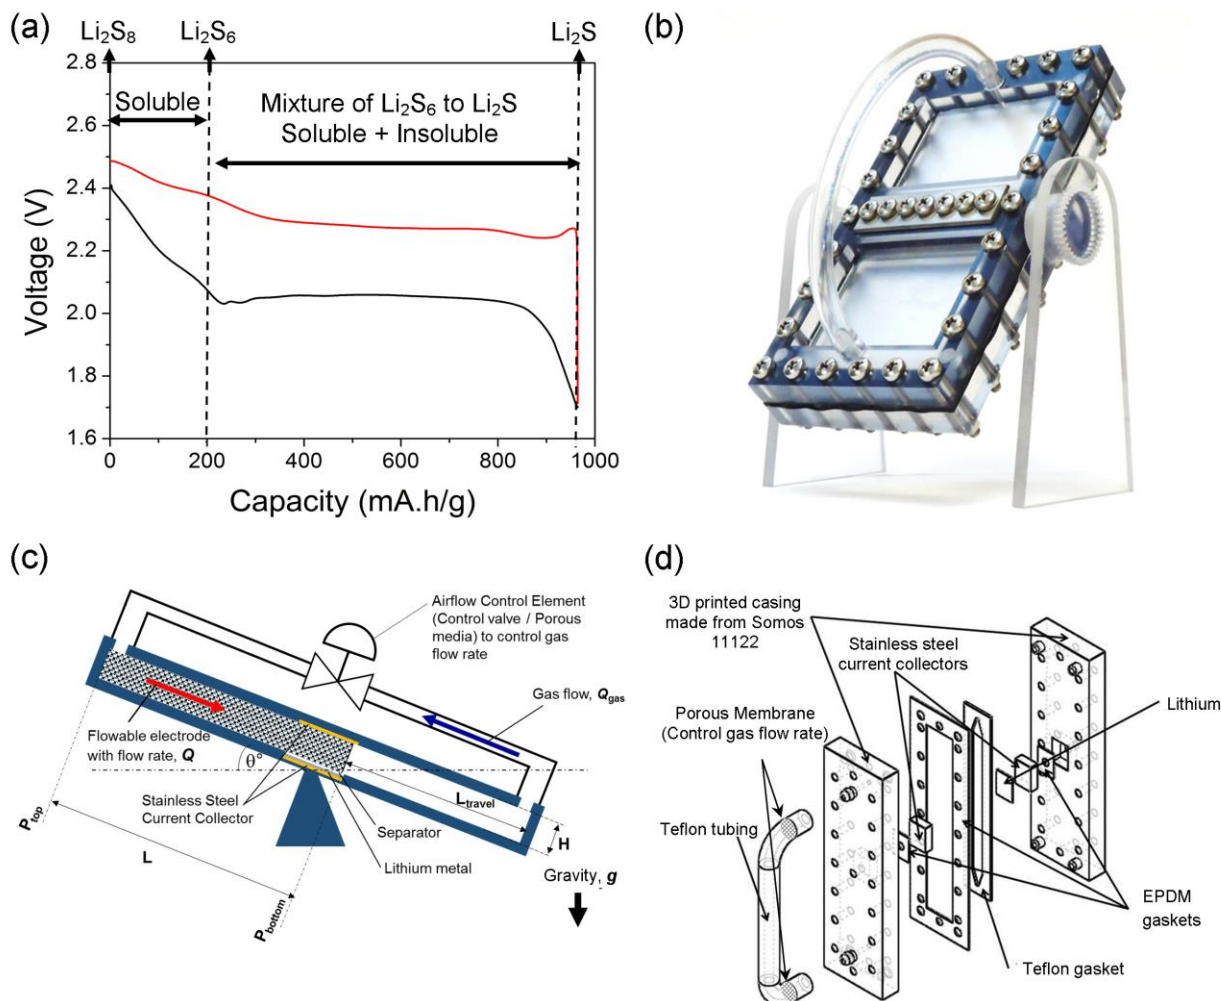 (a)
Li₂S₈
Li₂S₆
Li₂S
2.8
2.6
2.4
2.2
2.0
1.8
1.6
Voltage (V)
Soluble
Mixture of Li₂S₆ to Li₂S
Soluble + Insoluble
0
200
400
600
800
1000
Capacity (mA.h/g)
(b)
(c)
Airflow Control Element
(Control valve / Porous
media) to control gas
flow rate
Gas flow, Qgas
Flowable electrode
with flow rate, Q
θ°
Stainless Steel
Current Collector
Ltravel
Separator
Lithium metal
H
Gravity, g
Ptop
L
Pbottom
(d)
3D printed casing
made from Somos
11122
Stainless steel
current collectors
Lithium
Porous Membrane
(Control gas flow rate)
Teflon tubing
EPDM
gaskets
Teflon gasket